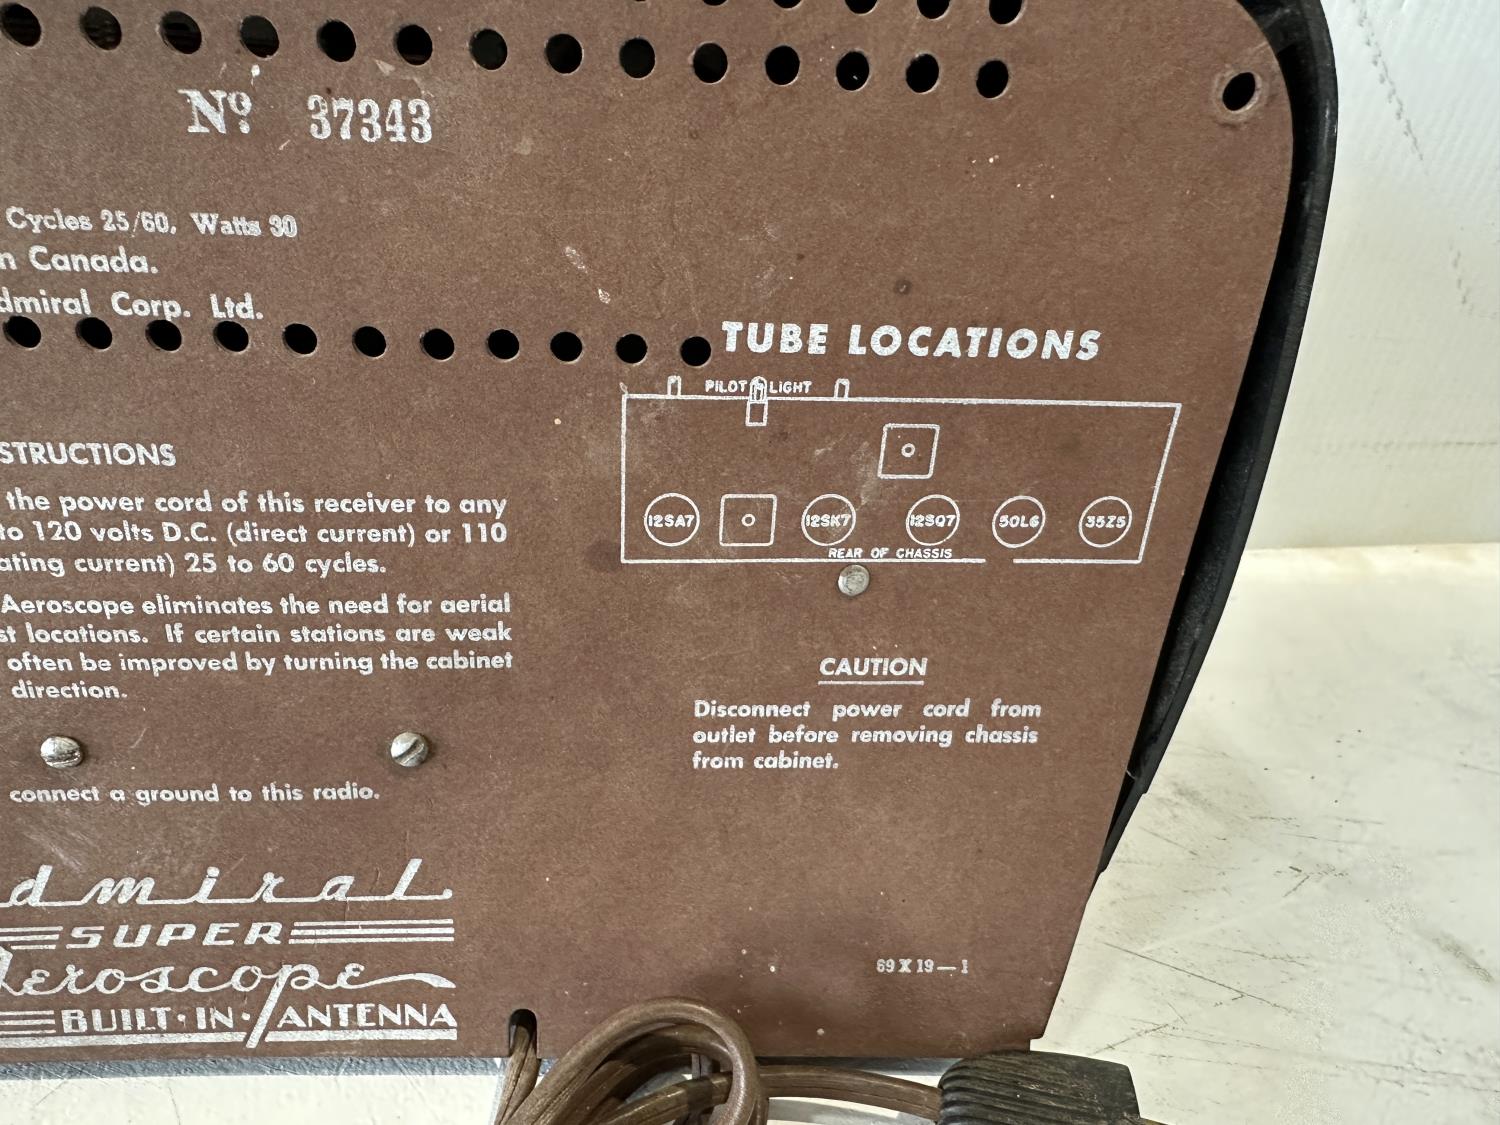 Nº 37343
Cycles 25/60, Watts 30
n Canada.
dmiral Corp. Ltd.
TUBE LOCATIONS
PILOT LIGHT
12SA7 12SK7 12SQ7 50L6 35Z5
REAR OF CHASSIS
STRUCTIONS
the power cord of this receiver to any
to 120 volts D.C. (direct current) or 110
ating current) 25 to 60 cycles.
Aeroscope eliminates the need for aerial
st locations. If certain stations are weak
often be improved by turning the cabinet
direction.
connect a ground to this radio.
CAUTION
Disconnect power cord from
outlet before removing chassis
from cabinet.
dmiral
SUPER
Aeroscope
BUILT·IN·ANTENNA
69X19—1